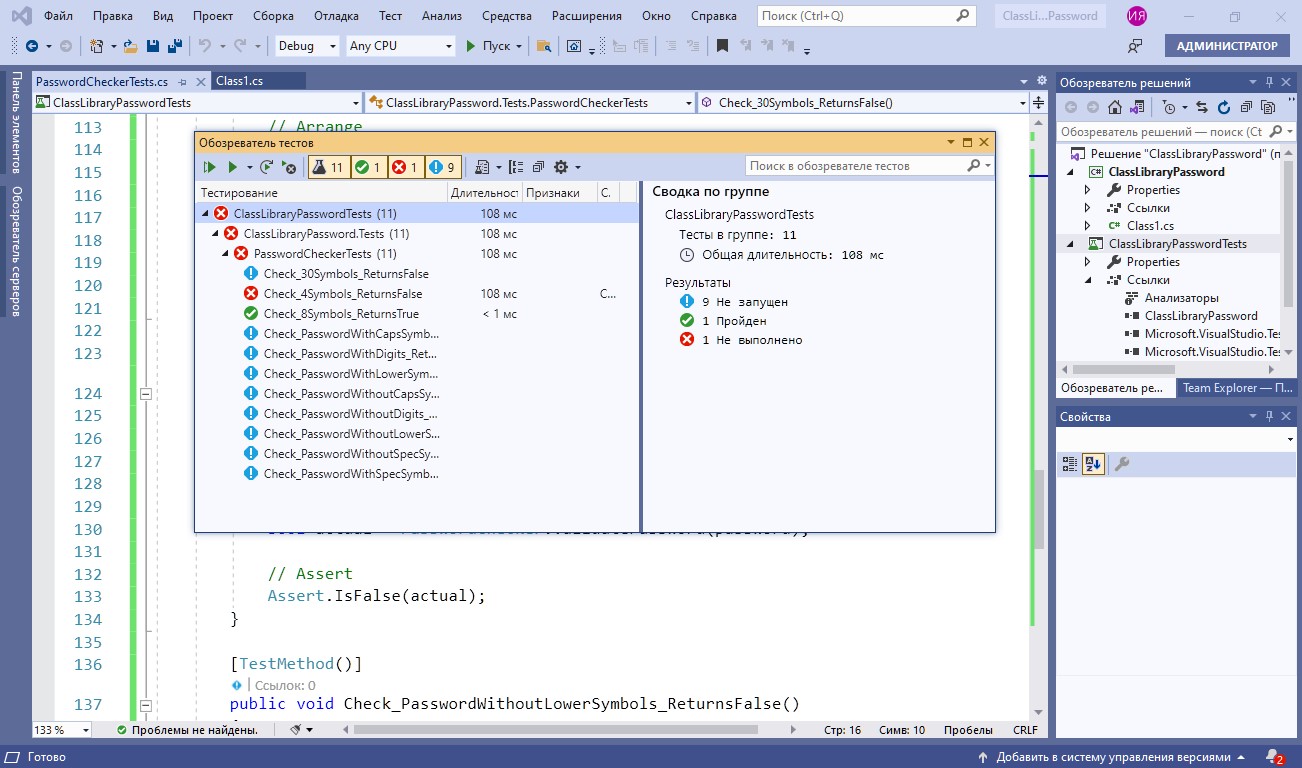 Файл Правка Вид Проект Сборка Отладка Тест Анализ Средства Расширения Окно Справка Поиск (Ctrl+Q) ClassLi...Password ИЯ
Debug Any CPU Пуск АДМИНИСТРАТОР
Панель элементов
Обозреватель серверов
PasswordCheckerTests.cs Class1.cs
ClassLibraryPasswordTests ClassLibraryPassword.Tests.PasswordCheckerTests Check_30Symbols_ReturnsFalse()
113 // Arrange
114
115
116
117
118
119
120
121
122
123
124
125
126
127
128
129
130
131
132 // Assert
133 Assert.IsFalse(actual);
134 }
135
136 [TestMethod()]
Ссылок: 0
137 public void Check_PasswordWithoutLowerSymbols_ReturnsFalse()
Обозреватель тестов
11 1 1 9 Поиск в обозревателе тестов
Тестирование Длительност Признаки С.
ClassLibraryPasswordTests (11) 108 мс
ClassLibraryPassword.Tests (11) 108 мс
PasswordCheckerTests (11) 108 мс
Check_30Symbols_ReturnsFalse
Check_4Symbols_ReturnsFalse 108 мс С...
Check_8Symbols_ReturnsTrue < 1 мс
Check_PasswordWithCapsSymb...
Check_PasswordWithDigits_Ret...
Check_PasswordWithLowerSym...
Check_PasswordWithoutCapsSy...
Check_PasswordWithoutDigits_...
Check_PasswordWithoutLowerS...
Check_PasswordWithoutSpecSy...
Check_PasswordWithSpecSymb...
Сводка по группе
ClassLibraryPasswordTests
Тесты в группе: 11
Общая длительность: 108 мс
Результаты
9 Не запущен
1 Пройден
1 Не выполнено
133 % Проблемы не найдены. Стр: 16 Симв: 10 Пробелы CRLF
Обозреватель решений
Обозреватель решений — поиск (Ct
Решение "ClassLibraryPassword" (п
ClassLibraryPassword
Properties
Ссылки
Class1.cs
ClassLibraryPasswordTests
Properties
Ссылки
Анализаторы
ClassLibraryPassword
Microsoft.VisualStudio.Tes
Microsoft.VisualStudio.Tes
Обозреватель ре... Team Explorer — П...
Свойства
Готово Добавить в систему управления версиями 2